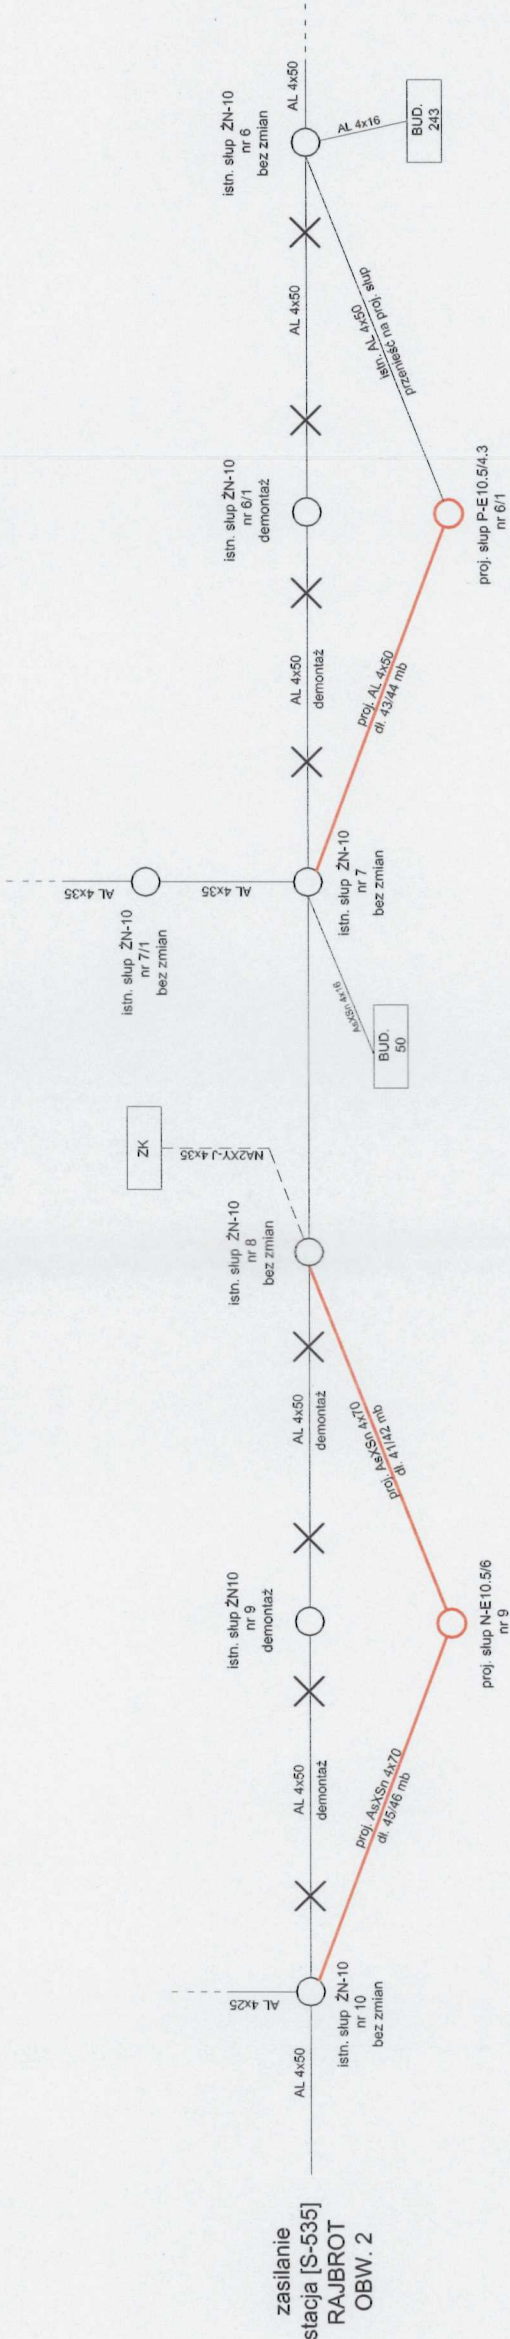 zasilanie
stacja [S-535]
RAJBROT
OBW. 2
AL 4x50
AL 4x25
istn. słup ŻN-10
nr 10
bez zmian
AL 4x50
demontaż
proj. AsXSn 4x70
dł. 45/46 mb
istn. słup ŻN10
nr 9
demontaż
proj. słup N-E10.5/6
nr 9
AL 4x50
demontaż
proj. AsXSn 4x70
dł. 41/42 mb
istn. słup ŻN-10
nr 8
bez zmian
ZK
NA2XY-J 4x35
BUD.
50
AsXSn 4x16
istn. słup ŻN-10
nr 7/1
bez zmian
AL 4x35
AL 4x35
istn. słup ŻN-10
nr 7
bez zmian
AL 4x50
demontaż
proj. AL 4x50
dł. 43/44 mb
istn. słup ŻN-10
nr 6/1
demontaż
proj. słup P-E10.5/4.3
nr 6/1
AL 4x50
istn. AL 4x50
istniejść na proj. słup
przenieść na proj. słup
istn. słup ŻN-10
nr 6
bez zmian
AL 4x50
AL 4x16
BUD.
243